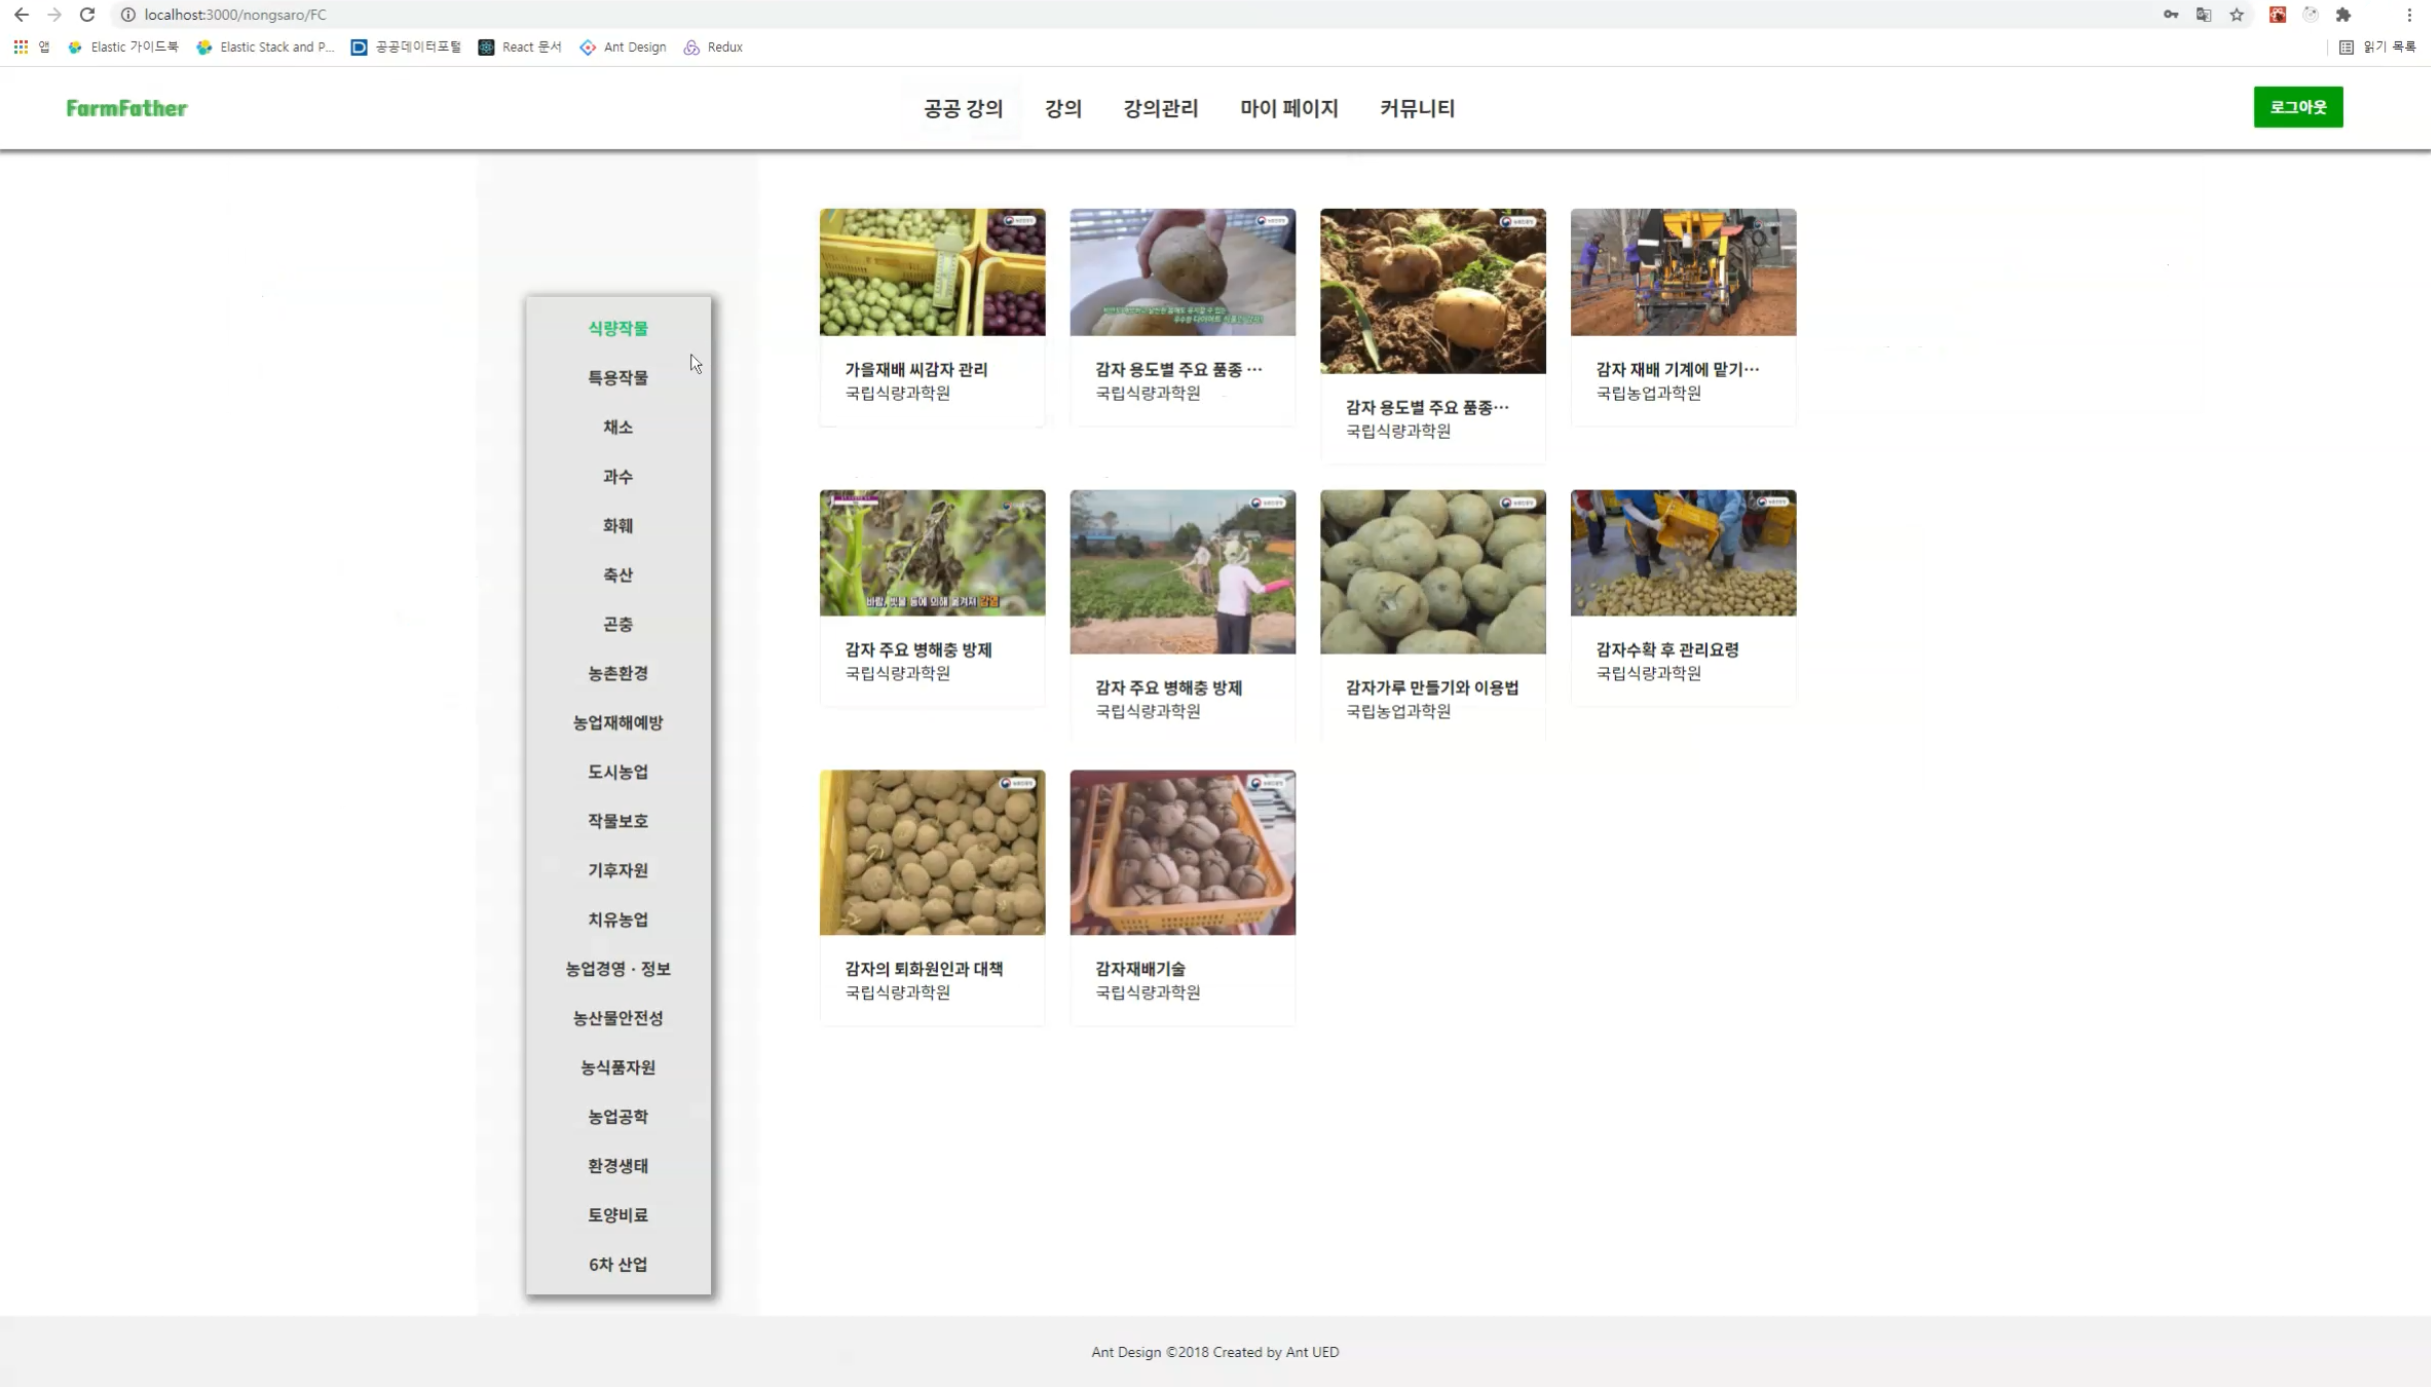 localhost:3000/nongsaro/FC
앱
Elastic 가이드북
Elastic Stack and P...
공공데이터포털
React 문서
Ant Design
Redux
읽기 목록
FarmFather
공공 강의
강의
강의관리
마이 페이지
커뮤니티
로그아웃
식량작물
특용작물
채소
과수
화훼
축산
곤충
농촌환경
농업재해예방
도시농업
작물보호
기후자원
치유농업
농업경영 · 정보
농산물안전성
농식품자원
농업공학
환경생태
토양비료
6차 산업
가을재배 씨감자 관리
국립식량과학원
감자 용도별 주요 품종 ···
국립식량과학원
감자 용도별 주요 품종···
국립식량과학원
감자 재배 기계에 맡기···
국립농업과학원
바람, 빗물 등에 의해 옮겨져 감염
감자 주요 병해충 방제
국립식량과학원
감자 주요 병해충 방제
국립식량과학원
감자가루 만들기와 이용법
국립농업과학원
감자수확 후 관리요령
국립식량과학원
감자의 퇴화원인과 대책
국립식량과학원
감자재배기술
국립식량과학원
Ant Design ©2018 Created by Ant UED